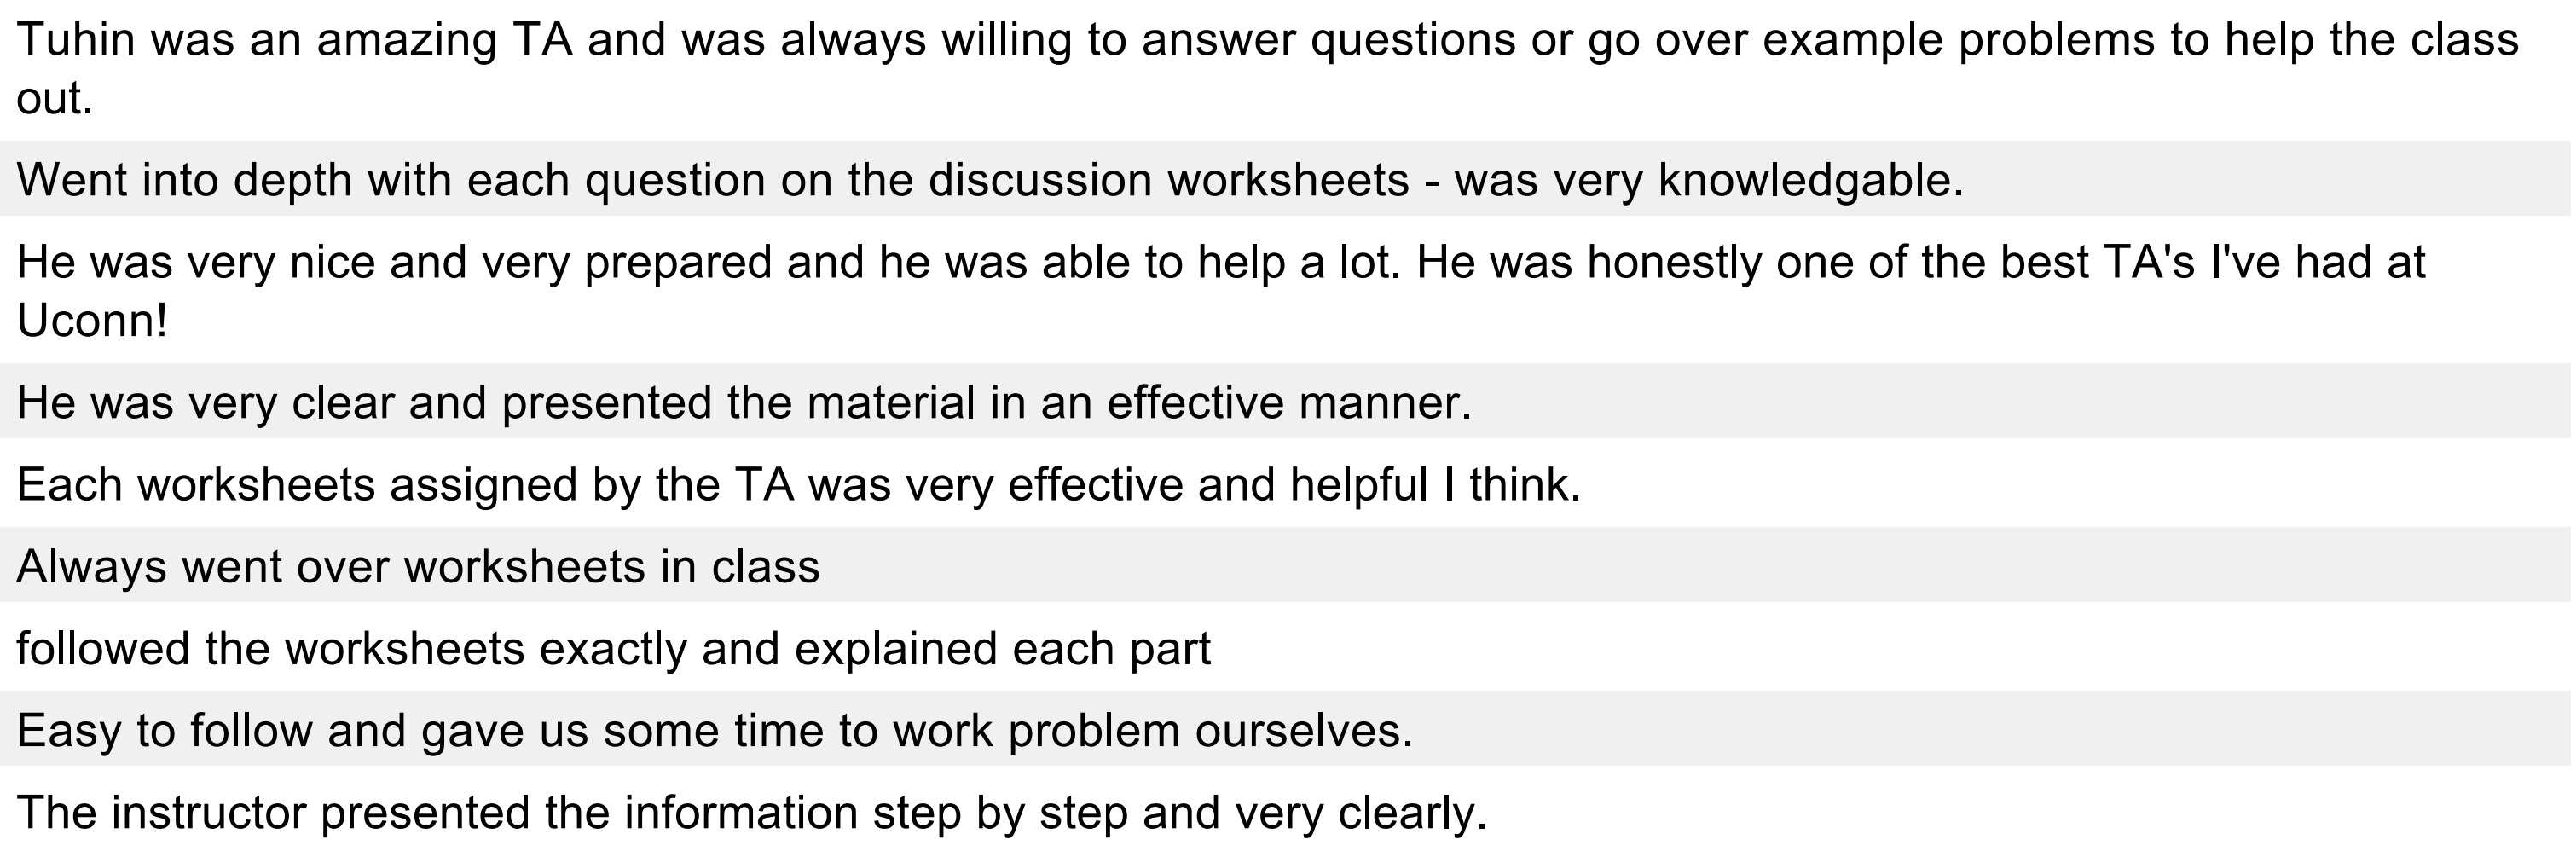 Tuhin was an amazing TA and was always willing to answer questions or go over example problems to help the class
out.
Went into depth with each question on the discussion worksheets - was very knowledgable.
He was very nice and very prepared and he was able to help a lot. He was honestly one of the best TA's I've had at
Uconn!
He was very clear and presented the material in an effective manner.
Each worksheets assigned by the TA was very effective and helpful I think.
Always went over worksheets in class
followed the worksheets exactly and explained each part
Easy to follow and gave us some time to work problem ourselves.
The instructor presented the information step by step and very clearly.